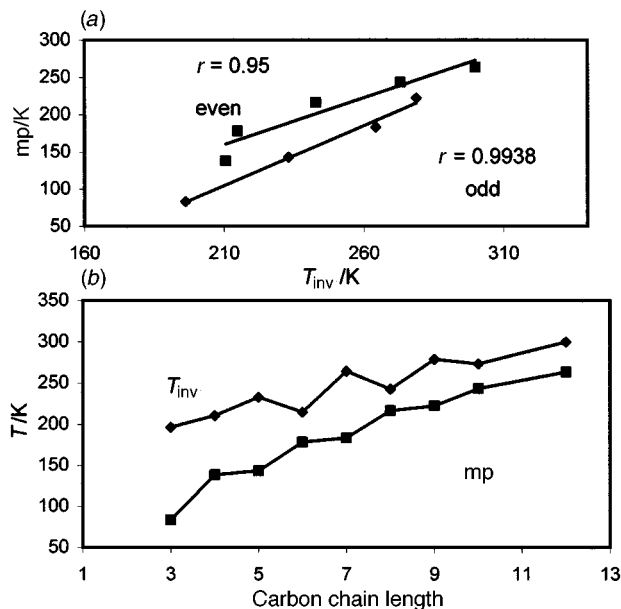 (a)
300
250
200
150
100
50
mp/K
r = 0.95
even
r = 0.9938
odd
160
210
260
310
Tinv /K
(b)
350
300
250
200
150
100
50
T/K
Tinv
mp
1
3
5
7
9
11
13
Carbon chain length